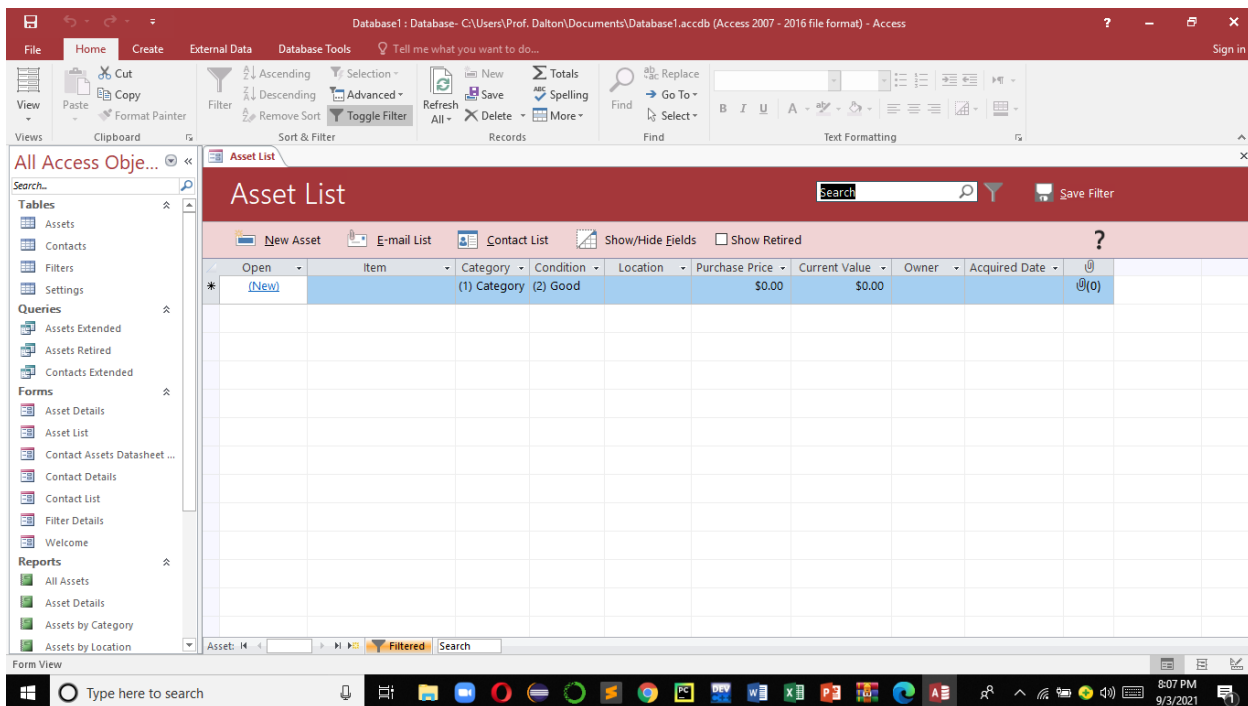 Database1 : Database- C:\Users\Prof. Dalton\Documents\Database1.accdb (Access 2007 - 2016 file format) - Access
?
File Home Create External Data Database Tools Tell me what you want to do... Sign in
View
Views
Paste
Cut
Copy
Format Painter
Clipboard
Filter
Ascending
Descending
Remove Sort
Selection
Advanced
Toggle Filter
Sort & Filter
Refresh
All
New
Save
Delete
Totals
Spelling
More
Records
Find
Replace
Go To
Select
Find
B I U A
Text Formatting
All Access Obje...
Search...
Tables
Assets
Contacts
Filters
Settings
Queries
Assets Extended
Assets Retired
Contacts Extended
Forms
Asset Details
Asset List
Contact Assets Datasheet ...
Contact Details
Contact List
Filter Details
Welcome
Reports
All Assets
Asset Details
Assets by Category
Assets by Location
Asset List
Asset List
Search
Save Filter
New Asset E-mail List Contact List Show/Hide Fields Show Retired ?
Open Item Category Condition Location Purchase Price Current Value Owner Acquired Date
* (New) (1) Category (2) Good $0.00 $0.00 (0)
Asset: Filtered Search
Form View
Type here to search
8:07 PM
9/3/2021